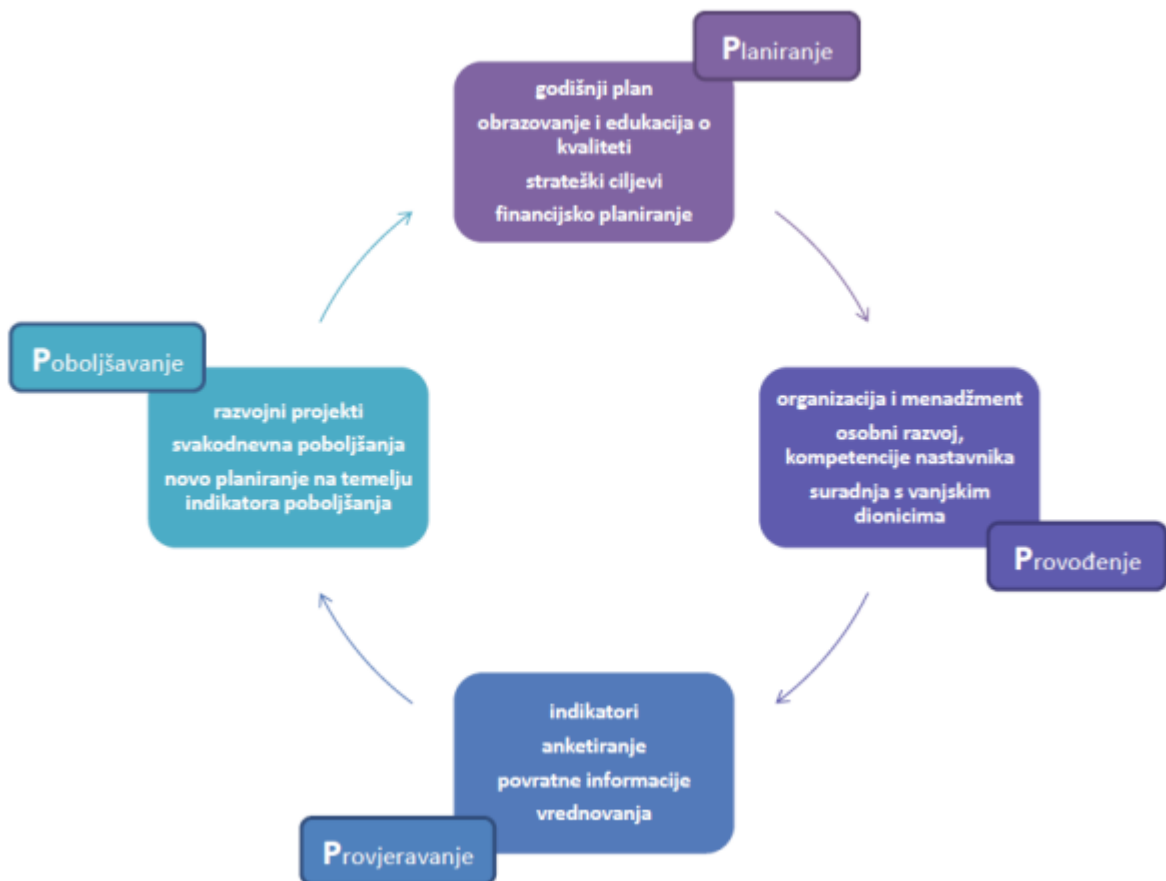 Planiranje
godišnji plan
obrazovanje i edukacija o
kvaliteti
strateški ciljevi
financijsko planiranje
Poboljšavanje
razvojni projekti
svakodnevna poboljšanja
novo planiranje na temelju
indikatora poboljšanja
organizacija i menadžment
osobni razvoj,
kompetencije nastavnika
suradnja s vanjskim
dionicima
Provođenje
indikatori
anketiranje
povratne informacije
vrednovanja
Provjeravanje